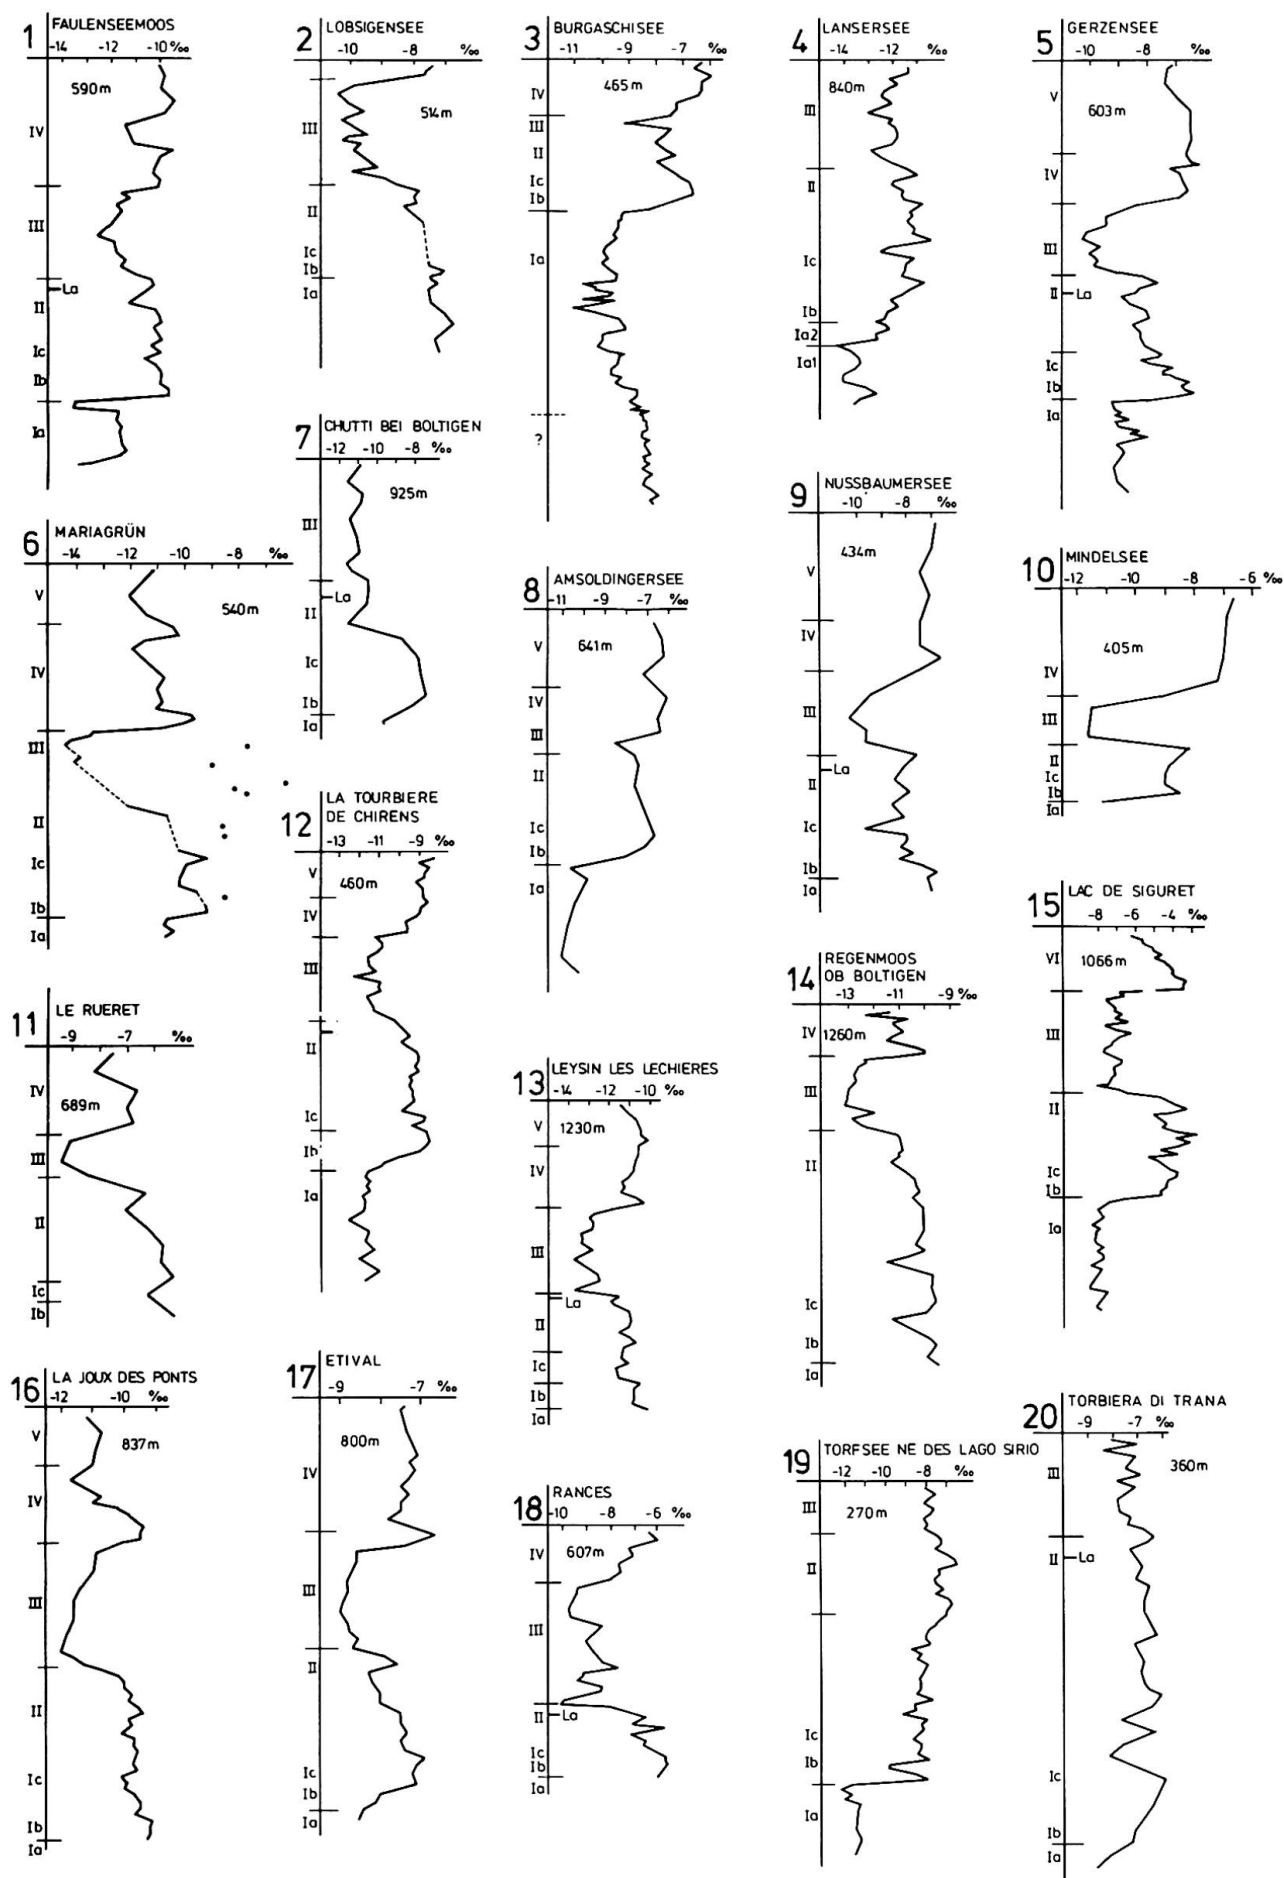 1 FAULENSEEMOOS
-14 -12 -10 ‰
590m
IV
III
La
II
Ic
Ib
Ia
2 LOBSIGENSEE
-10 -8 ‰
514m
III
II
Ic
Ib
Ia
3 BURGASCHISEE
-11 -9 -7 ‰
465m
IV
III
II
Ic
Ib
Ia
?
4 LANSERSEE
-14 -12 ‰
840m
III
II
Ic
Ib
Ia2
Ia1
5 GERZENSEE
-10 -8 ‰
603m
V
IV
III
II La
Ic
Ib
Ia
6 MARIAGRÜN
-14 -12 -10 -8 ‰
540m
V
IV
III
II
Ic
Ib
Ia
7 CHUTTI BEI BOLTIGEN
-12 -10 -8 ‰
925m
III
La
II
Ic
Ib
Ia
8 AMSOLDINGERSEE
-11 -9 -7 ‰
641m
V
IV
III
II
Ic
Ib
Ia
9 NUSSBAUMERSEE
-10 -8 ‰
434m
V
IV
III
La
II
Ic
Ib
Ia
10 MINDELSEE
-12 -10 -8 -6 ‰
405m
IV
III
II
Ic
Ib
Ia
11 LE RUERET
-9 -7 ‰
IV
689m
III
II
Ic
Ib
12 LA TOURBIERE
DE CHIRENS
-13 -11 -9 ‰
V
460m
IV
III
II
Ic
Ib
Ia
13 LEYSIN LES LECHIERES
-14 -12 -10 ‰
V 1230m
IV
III
La
II
Ic
Ib
Ia
14 REGENMOOS
OB BOLTIGEN
-13 -11 -9 ‰
IV 1260m
III
II
Ic
Ib
Ia
15 LAC DE SIGURET
-8 -6 -4 ‰
VI 1066m
III
II
Ic
Ib
Ia
16 LA JOUX DES PONTS
-12 -10 ‰
V 837m
IV
III
II
Ic
Ib
Ia
17 ETIVAL
-9 -7 ‰
800m
IV
III
II
Ic
Ib
Ia
18 RANCES
-10 -8 -6 ‰
IV 607m
III
II La
Ic
Ib
Ia
19 TORFSEE NE DES LAGO SIRIO
-12 -10 -8 ‰
III 270m
II
Ic
Ib
Ia
20 TORBIERA DI TRANA
-9 -7 ‰
III 360m
II La
Ic
Ib
Ia